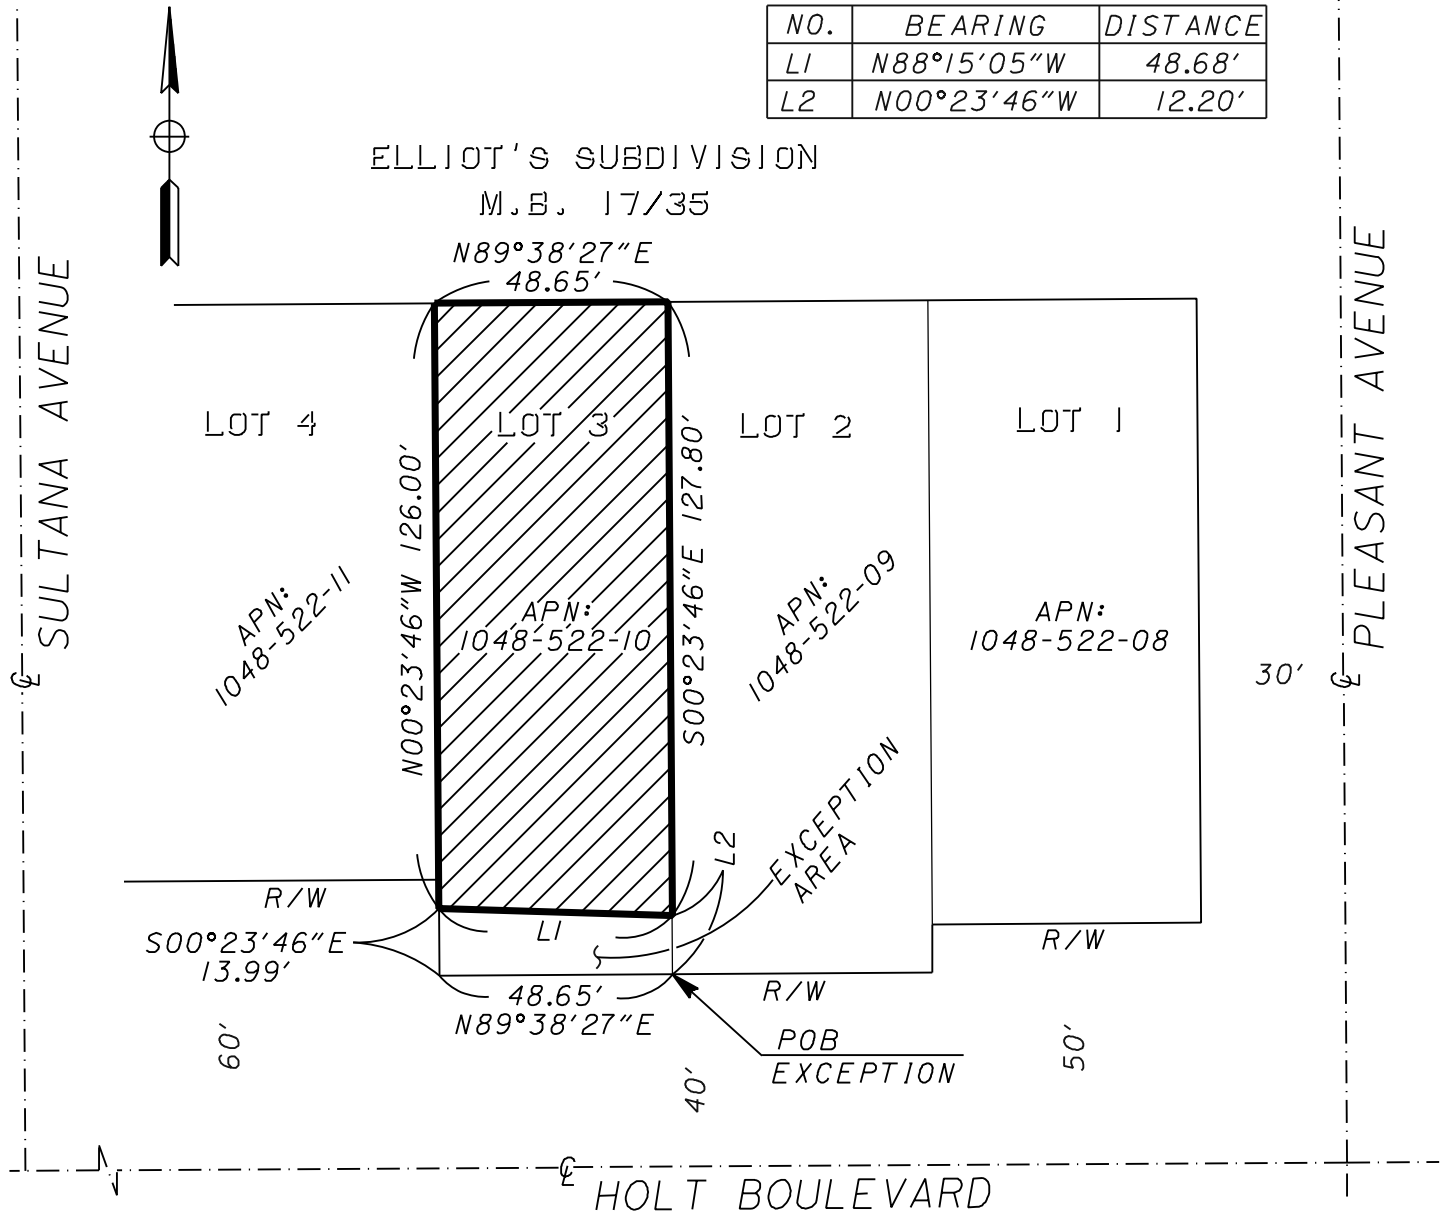 NO. BEARING DISTANCE
L1 N88°15'05"W 48.68'
L2 N00°23'46"W 12.20'
ELLIOT'S SUBDIVISION
M.B. 17/35
N89°38'27"E
48.65'
SULTANA AVENUE
PLEASANT AVENUE
LOT 4
LOT 3
LOT 2
LOT 1
N00°23'46"W 126.00'
S00°23'46"E 127.80'
APN:
1048-522-11
APN:
1048-522-10
APN:
1048-522-09
APN:
1048-522-08
30'
℄
℄
EXCEPTION
AREA
L2
R/W
L1
S00°23'46"E
13.99'
R/W
R/W
48.65'
N89°38'27"E
POB
EXCEPTION
60'
40'
50'
℄
HOLT BOULEVARD